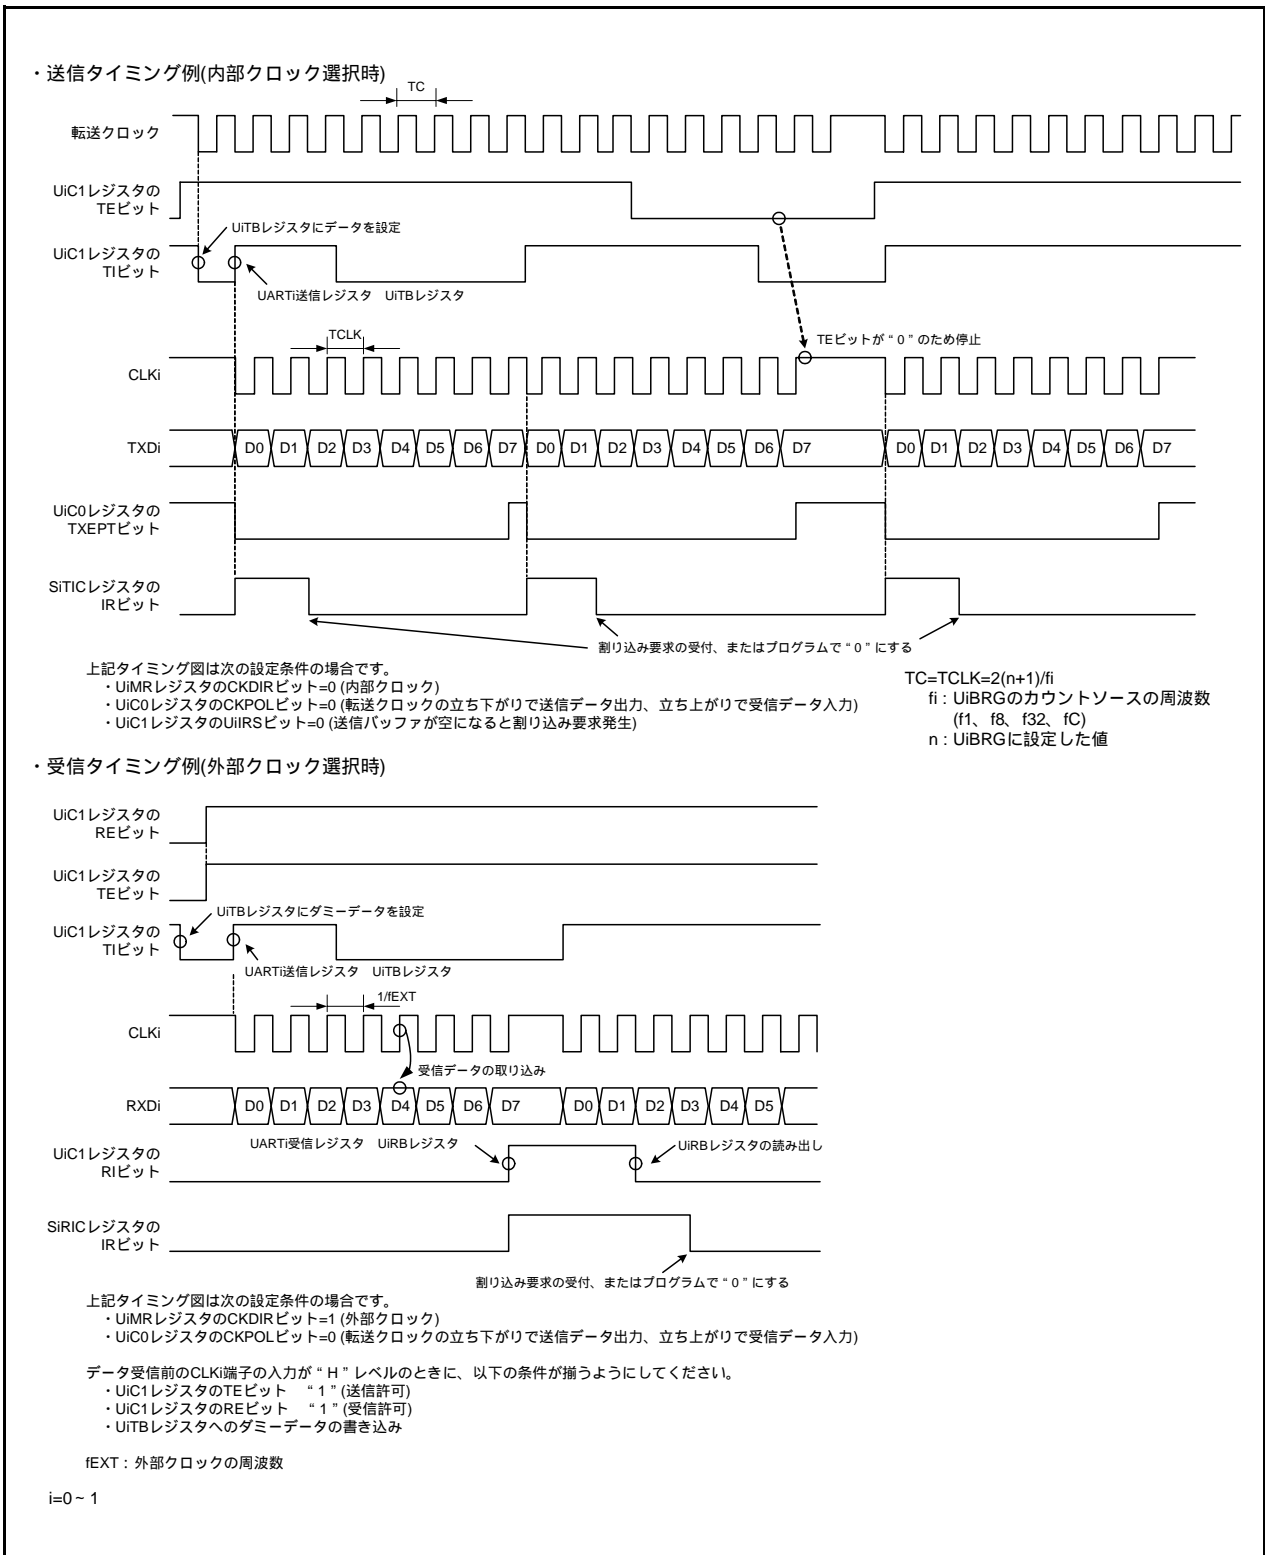 ・送信タイミング例(内部クロック選択時)
TC
転送クロック
UiC1レジスタの
TEビット
UiTBレジスタにデータを設定
UiC1レジスタの
TIビット
UARTi送信レジスタ　UiTBレジスタ
TCLK
TEビットが“0”のため停止
CLKi
TXDi D0 D1 D2 D3 D4 D5 D6 D7 D0 D1 D2 D3 D4 D5 D6 D7 D0 D1 D2 D3 D4 D5 D6 D7
UiC0レジスタの
TXEPTビット
SiTICレジスタの
IRビット
割り込み要求の受付、またはプログラムで“0”にする
上記タイミング図は次の設定条件の場合です。
・UiMRレジスタのCKDIRビット=0 (内部クロック)
・UiC0レジスタのCKPOLビット=0 (転送クロックの立ち下がりで送信データ出力、立ち上がりで受信データ入力)
・UiC1レジスタのUiIRSビット=0 (送信バッファが空になると割り込み要求発生)
TC=TCLK=2(n+1)/fi
fi : UiBRGのカウントソースの周波数
(f1、f8、f32、fC)
n : UiBRGに設定した値
・受信タイミング例(外部クロック選択時)
UiC1レジスタの
REビット
UiC1レジスタの
TEビット
UiTBレジスタにダミーデータを設定
UiC1レジスタの
TIビット
UARTi送信レジスタ　UiTBレジスタ
1/fEXT
CLKi
受信データの取り込み
RXDi D0 D1 D2 D3 D4 D5 D6 D7 D0 D1 D2 D3 D4 D5
UARTi受信レジスタ　UiRBレジスタ
UiRBレジスタの読み出し
UiC1レジスタの
RIビット
SiRICレジスタの
IRビット
割り込み要求の受付、またはプログラムで“0”にする
上記タイミング図は次の設定条件の場合です。
・UiMRレジスタのCKDIRビット=1 (外部クロック)
・UiC0レジスタのCKPOLビット=0 (転送クロックの立ち下がりで送信データ出力、立ち上がりで受信データ入力)
データ受信前のCLKi端子の入力が“H”レベルのときに、以下の条件が揃うようにしてください。
・UiC1レジスタのTEビット　“1”(送信許可)
・UiC1レジスタのREビット　“1”(受信許可)
・UiTBレジスタへのダミーデータの書き込み
fEXT : 外部クロックの周波数
i=0~1